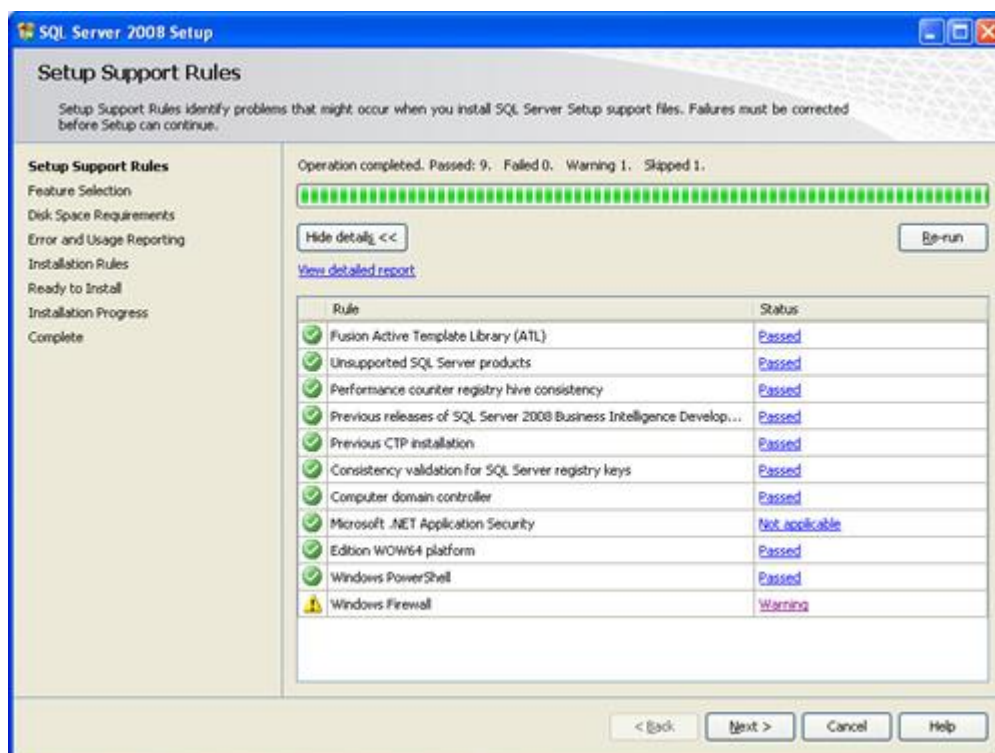 SQL Server 2008 Setup
Setup Support Rules
Setup Support Rules identify problems that might occur when you install SQL Server Setup support files. Failures must be corrected
before Setup can continue.
Setup Support Rules
Feature Selection
Disk Space Requirements
Error and Usage Reporting
Installation Rules
Ready to Install
Installation Progress
Complete
Operation completed. Passed: 9. Failed 0. Warning 1. Skipped 1.
Hide details <<
Re-run
View detailed report
Rule Status
Fusion Active Template Library (ATL) Passed
Unsupported SQL Server products Passed
Performance counter registry hive consistency Passed
Previous releases of SQL Server 2008 Business Intelligence Develop... Passed
Previous CTP installation Passed
Consistency validation for SQL Server registry keys Passed
Computer domain controller Passed
Microsoft .NET Application Security Not applicable
Edition WOW64 platform Passed
Windows PowerShell Passed
Windows Firewall Warning
< Back Next > Cancel Help